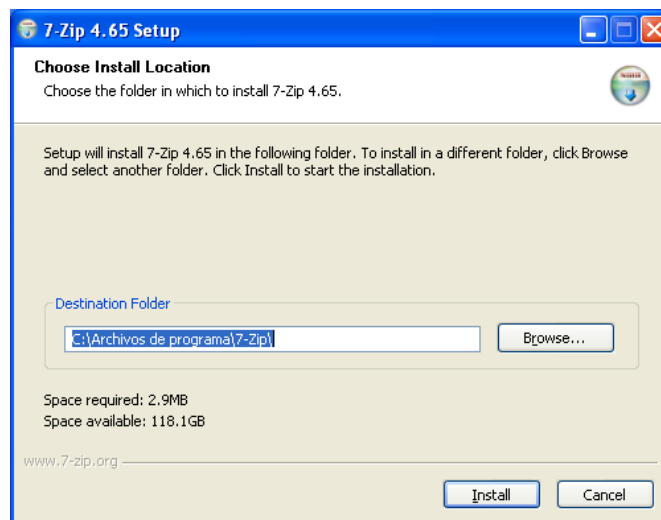 7-Zip 4.65 Setup
Choose Install Location
Choose the folder in which to install 7-Zip 4.65.
Setup will install 7-Zip 4.65 in the following folder. To install in a different folder, click Browse
and select another folder. Click Install to start the installation.
Destination Folder
C:\Archivos de programa\7-Zip\
Browse...
Space required: 2.9MB
Space available: 118.1GB
www.7-zip.org
Install
Cancel